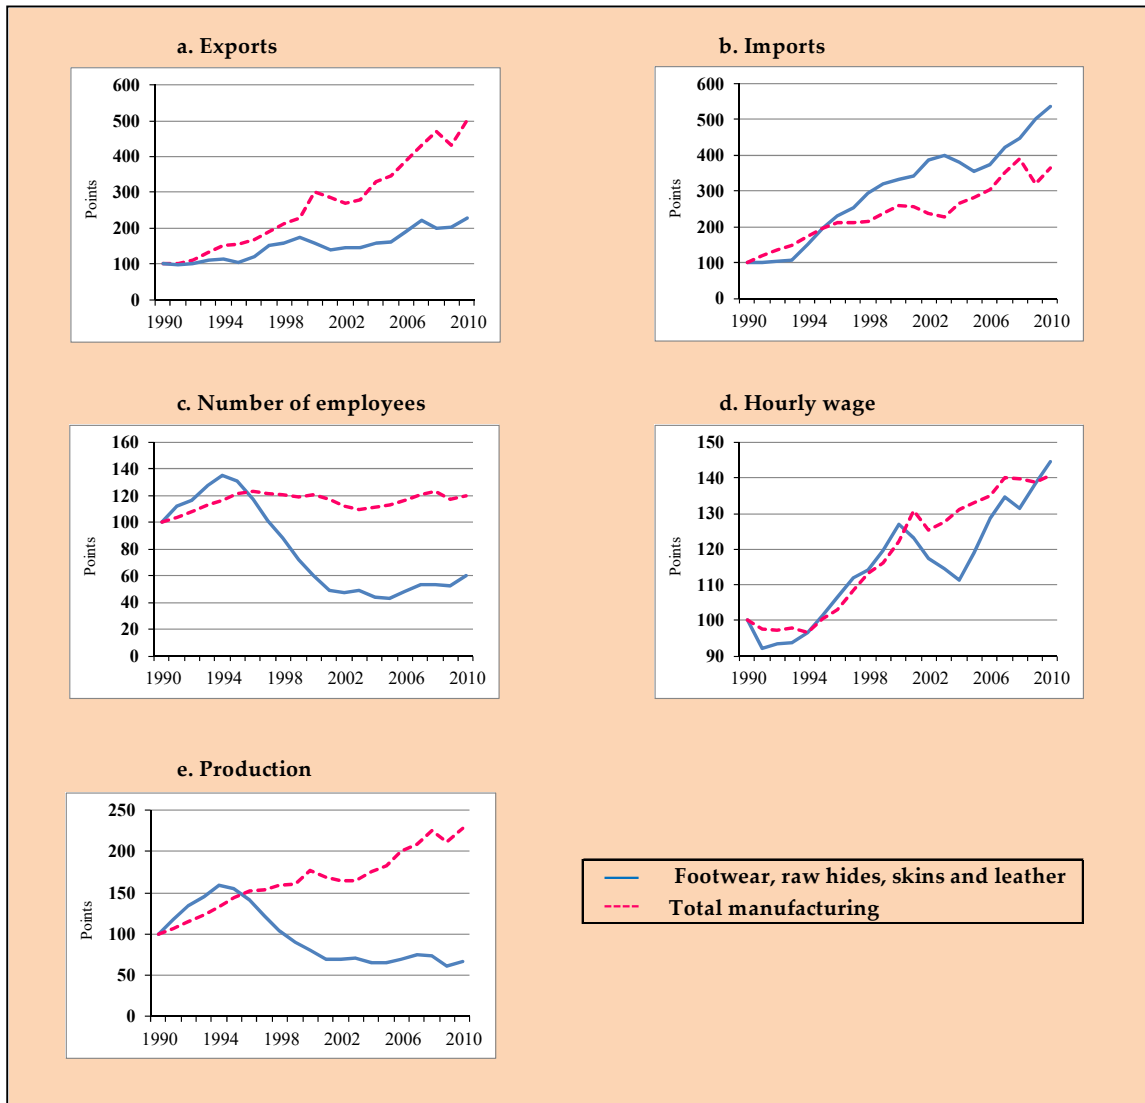 a. Exports
600
500
400
300
200
100
0
Points
1990 1994 1998 2002 2006 2010
b. Imports
600
500
400
300
200
100
0
Points
1990 1994 1998 2002 2006 2010
c. Number of employees
160
140
120
100
80
60
40
20
0
Points
1990 1994 1998 2002 2006 2010
d. Hourly wage
150
140
130
120
110
100
90
Points
1990 1994 1998 2002 2006 2010
e. Production
250
200
150
100
50
0
Points
1990 1994 1998 2002 2006 2010
Footwear, raw hides, skins and leather
Total manufacturing